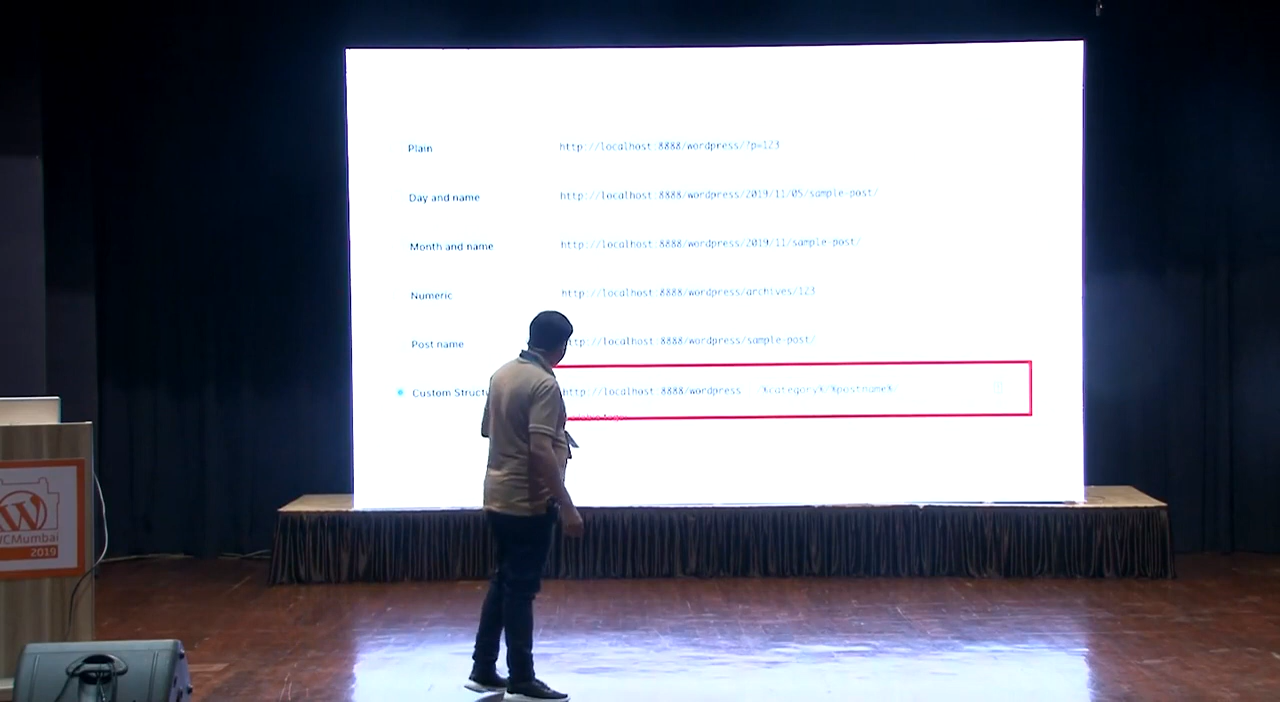 Plain http://localhost:8888/wordpress/?p=123
Day and name http://localhost:8888/wordpress/2019/11/05/sample-post/
Month and name http://localhost:8888/wordpress/2019/11/sample-post/
Numeric http://localhost:8888/wordpress/archives/123
Post name http://localhost:8888/wordpress/sample-post/
Custom Structu http://localhost:8888/wordpress /%category%/%postname%/
W
WCMumbai
2019